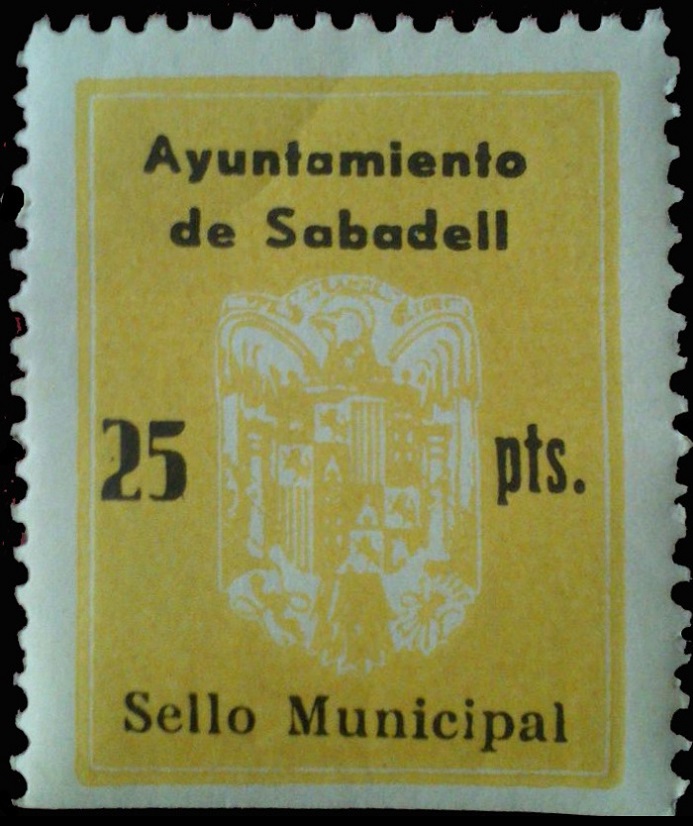 Ayuntamiento
de Sabadell
25 pts.
Sello Municipal